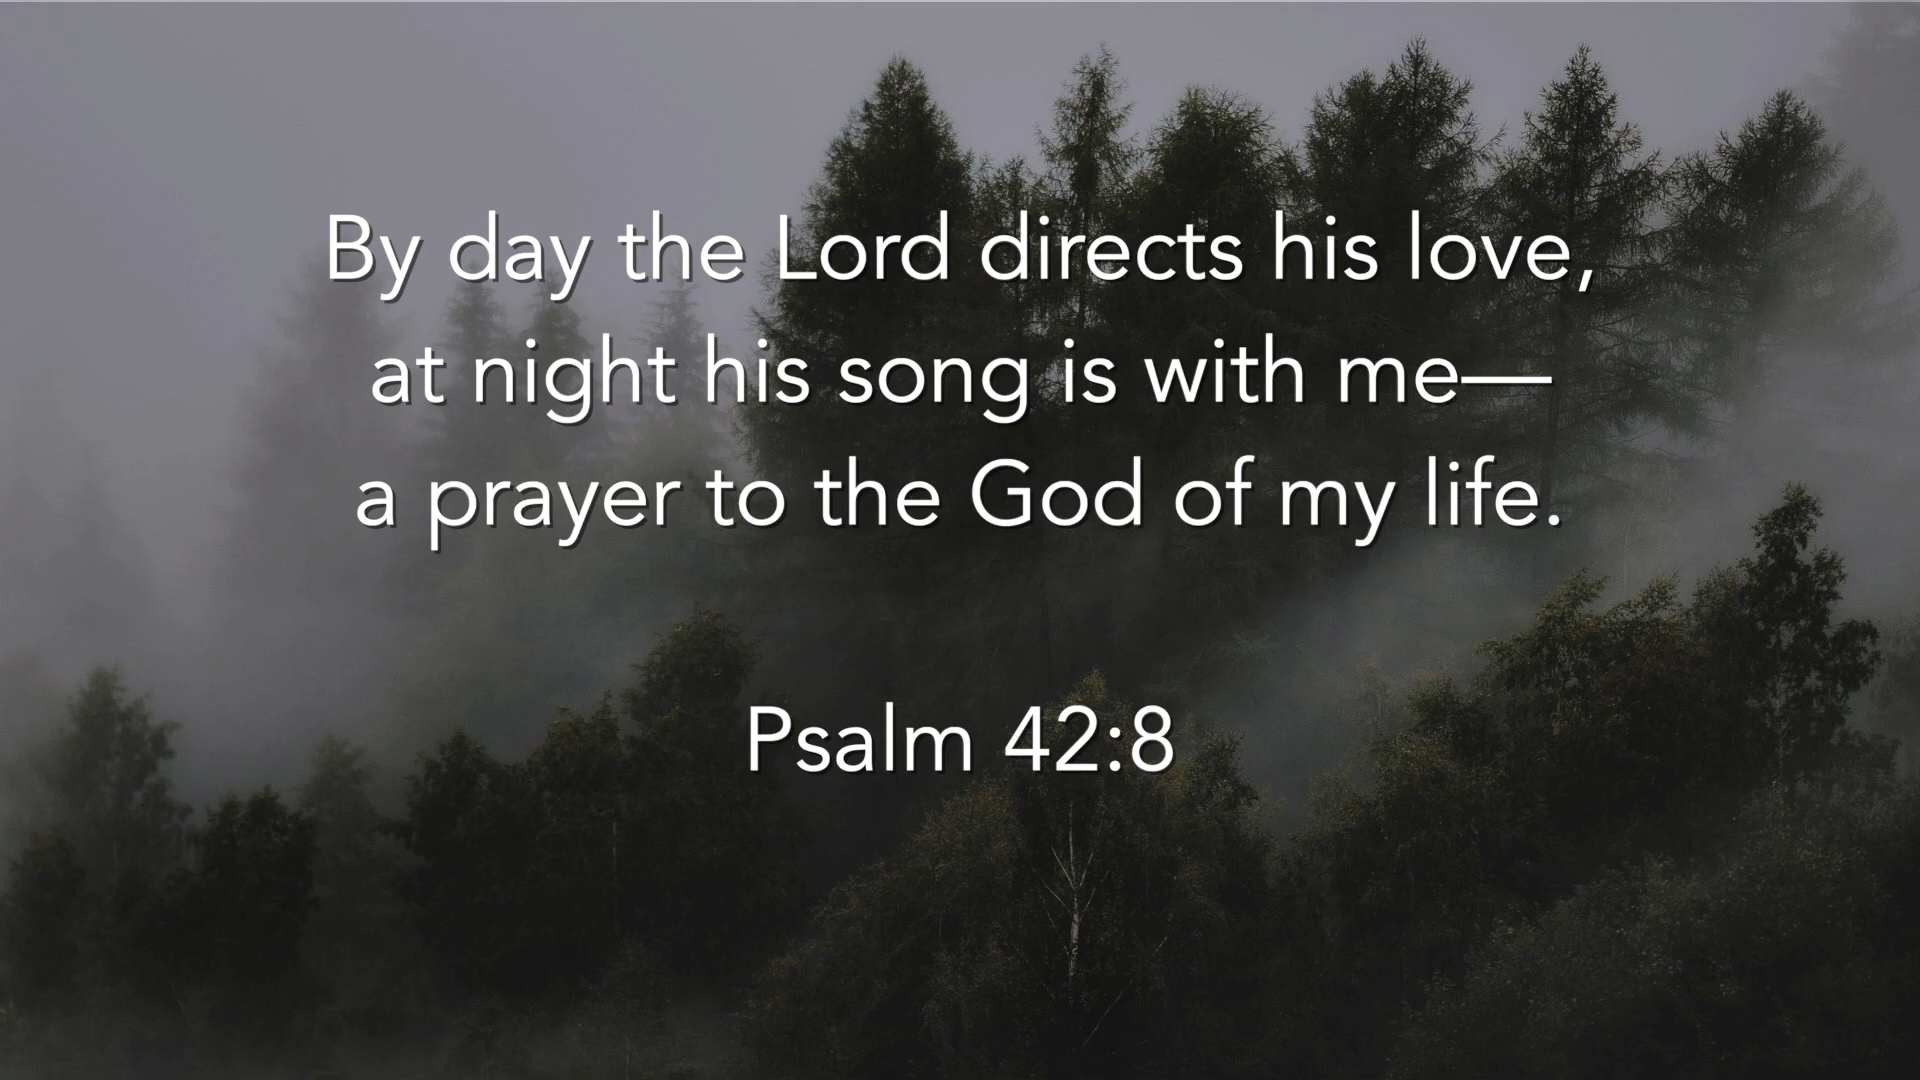 By day the Lord directs his love,
at night his song is with me—
a prayer to the God of my life.
Psalm 42:8